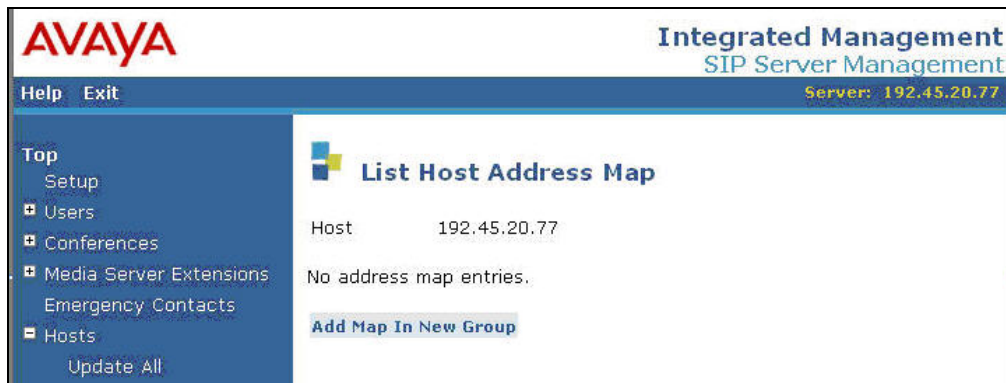 AVAYA
Integrated Management
SIP Server Management
Help Exit
Server: 192.45.20.77
Top
Setup
Users
Conferences
Media Server Extensions
Emergency Contacts
Hosts
Update All
List Host Address Map
Host 192.45.20.77
No address map entries.
Add Map In New Group